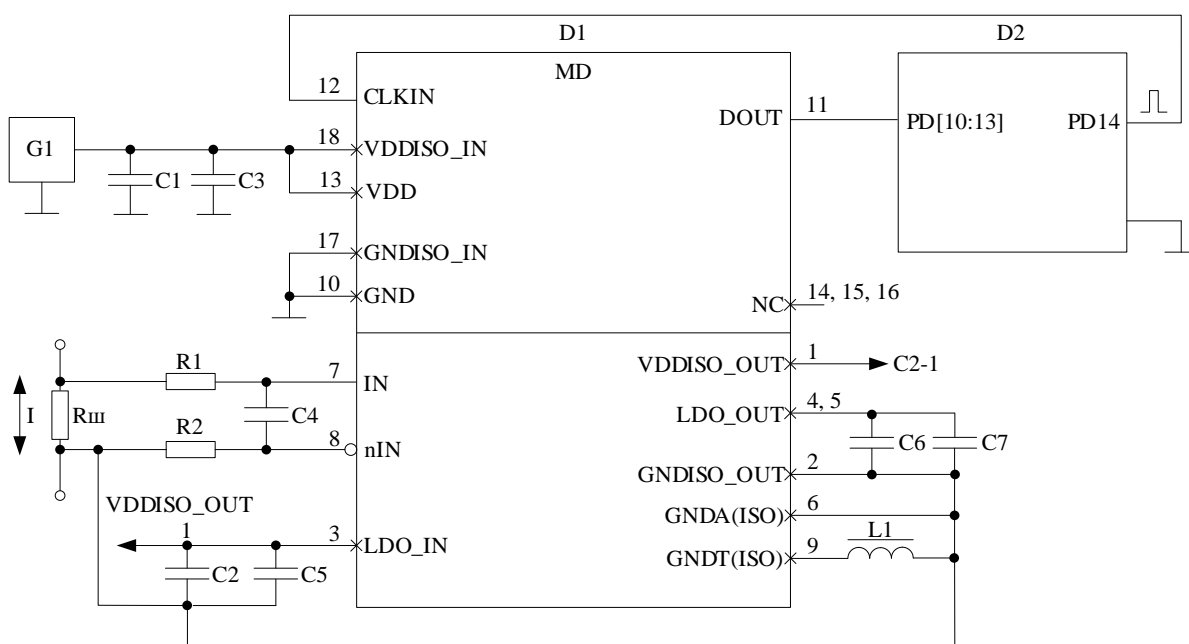 D1
D2
MD
12
CLKIN
11
DOUT
PD[10:13]
PD14
G1
18
VDDISO_IN
C1
C3
13
VDD
17
GNDISO_IN
10
GND
NC
14, 15, 16
VDDISO_OUT
1
C2-1
R1
7
IN
I
Rш
C4
R2
8
nIN
LDO_OUT
4, 5
C6
C7
GNDISO_OUT
2
VDDISO_OUT
1
GNDA(ISO)
6
3
LDO_IN
C2
C5
GNDT(ISO)
9
L1